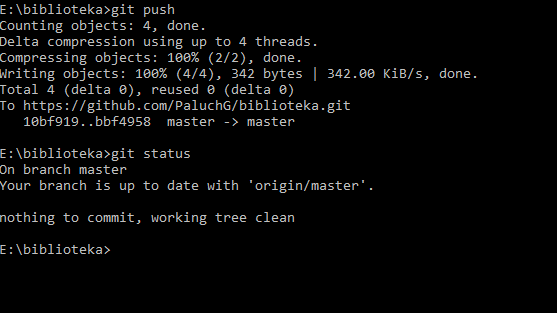 E:\biblioteka>git push
Counting objects: 4, done.
Delta compression using up to 4 threads.
Compressing objects: 100% (2/2), done.
Writing objects: 100% (4/4), 342 bytes | 342.00 KiB/s, done.
Total 4 (delta 0), reused 0 (delta 0)
To https://github.com/PaluchG/biblioteka.git
   10bf919..bbf4958  master -> master
E:\biblioteka>git status
On branch master
Your branch is up to date with 'origin/master'.
nothing to commit, working tree clean
E:\biblioteka>